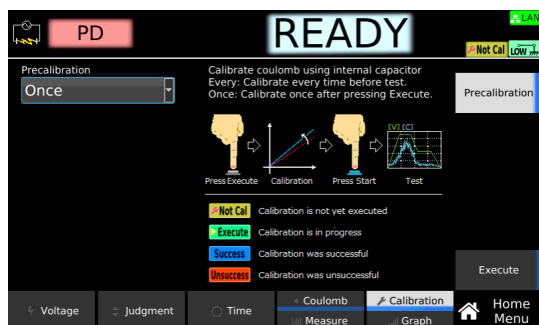 PD
READY
LAN
Not Cal
LOW
Precalibration
Once
Calibrate coulomb using internal capacitor
Every: Calibrate every time before test.
Once: Calibrate once after pressing Execute.
Precalibration
[V] [C]
Press Execute
Calibration
Press Start
Test
Not Cal
Calibration is not yet executed
Execute
Calibration is in progress
Success
Calibration was successful
Unsuccess
Calibration was unsuccessful
Execute
Voltage
Judgment
Time
Coulomb
Measure
Calibration
Graph
Home
Menu